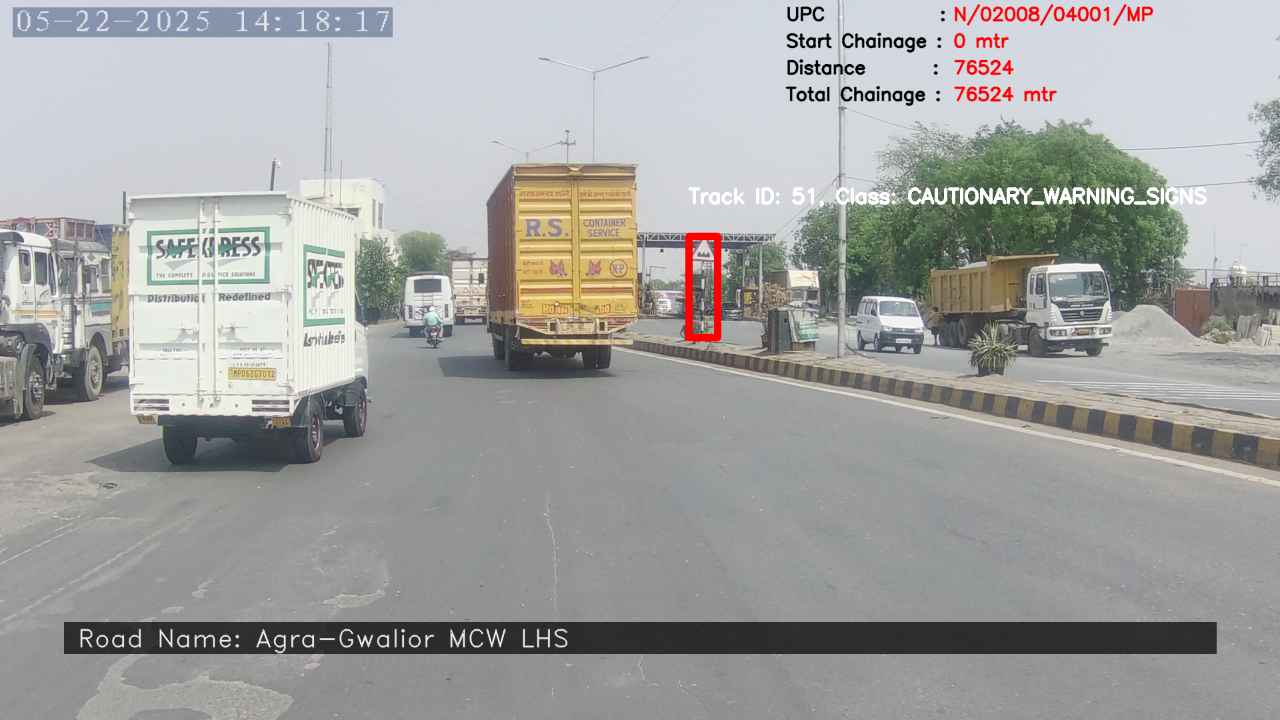 05-22-2025 14:18:17
UPC : N/02008/04001/MP
Start Chainage : 0 mtr
Distance : 76524
Total Chainage : 76524 mtr
Track ID: 51, Class: CAUTIONARY_WARNING_SIGNS
SAFEXPRESS
Distribution Redefined
R.S. CONTAINER
SERVICE
Road Name: Agra-Gwalior MCW LHS